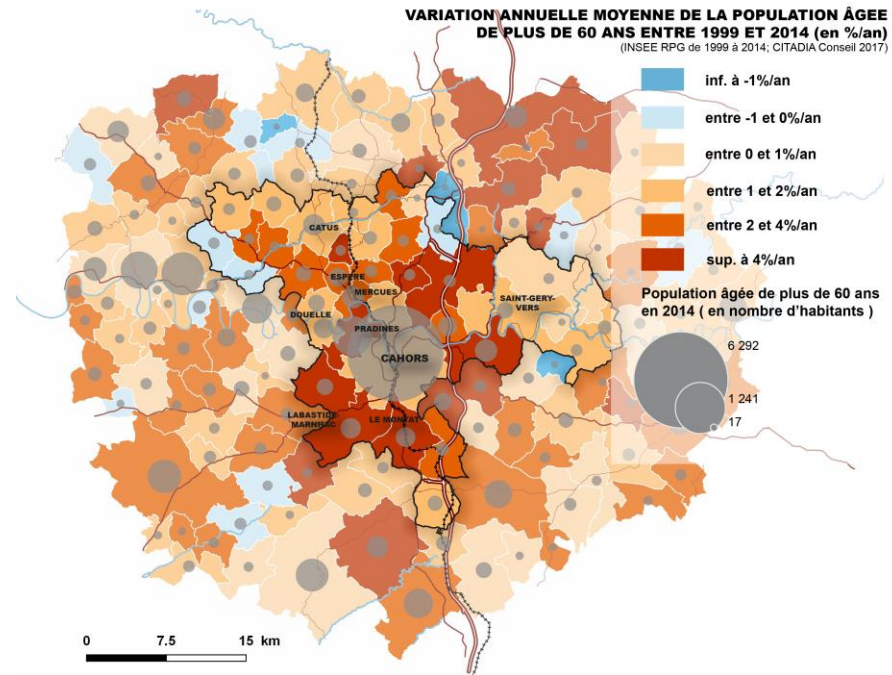 VARIATION ANNUELLE MOYENNE DE LA POPULATION ÂGEE
DE PLUS DE 60 ANS ENTRE 1999 ET 2014 (en %/an)
(INSEE RPG de 1999 à 2014; CITADIA Conseil 2017)
inf. à -1%/an
entre -1 et 0%/an
entre 0 et 1%/an
entre 1 et 2%/an
entre 2 et 4%/an
sup. à 4%/an
Population âgée de plus de 60 ans
en 2014 ( en nombre d'habitants )
6 292
1 241
17
CATUS
ESPERE
MERCUES
SAINT-GERY-
VERS
DOUELLE
PRADINES
CAHORS
LABASTIDE-
MARNHAC
LE MONTAT
0 7.5 15 km